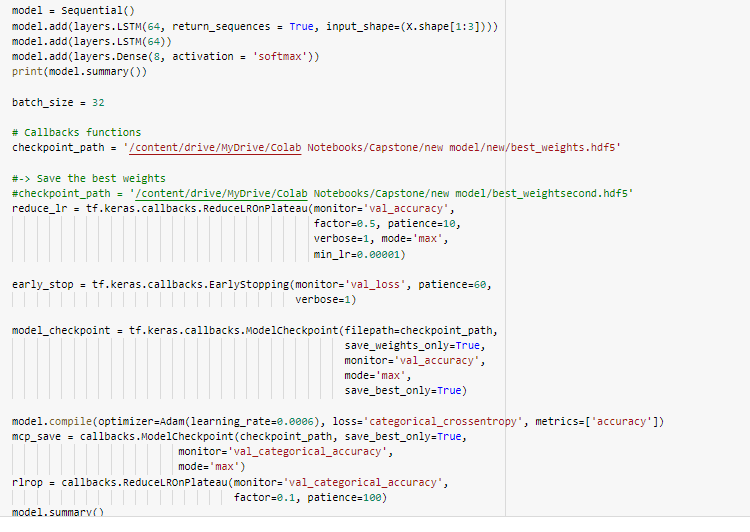 model = Sequential()
model.add(layers.LSTM(64, return_sequences = True, input_shape=(X.shape[1:3])))
model.add(layers.LSTM(64))
model.add(layers.Dense(8, activation = 'softmax'))
print(model.summary())
batch_size = 32
# Callbacks functions
checkpoint_path = '/content/drive/MyDrive/Colab Notebooks/Capstone/new model/new/best_weights.hdf5'
#-> Save the best weights
#checkpoint_path = '/content/drive/MyDrive/Colab Notebooks/Capstone/new model/best_weightsecond.hdf5'
reduce_lr = tf.keras.callbacks.ReduceLROnPlateau(monitor='val_accuracy',
factor=0.5, patience=10,
verbose=1, mode='max',
min_lr=0.00001)
early_stop = tf.keras.callbacks.EarlyStopping(monitor='val_loss', patience=60,
verbose=1)
model_checkpoint = tf.keras.callbacks.ModelCheckpoint(filepath=checkpoint_path,
save_weights_only=True,
monitor='val_accuracy',
mode='max',
save_best_only=True)
model.compile(optimizer=Adam(learning_rate=0.0006), loss='categorical_crossentropy', metrics=['accuracy'])
mcp_save = callbacks.ModelCheckpoint(checkpoint_path, save_best_only=True,
monitor='val_categorical_accuracy',
mode='max')
rlrop = callbacks.ReduceLROnPlateau(monitor='val_categorical_accuracy',
factor=0.1, patience=100)
model.summary()